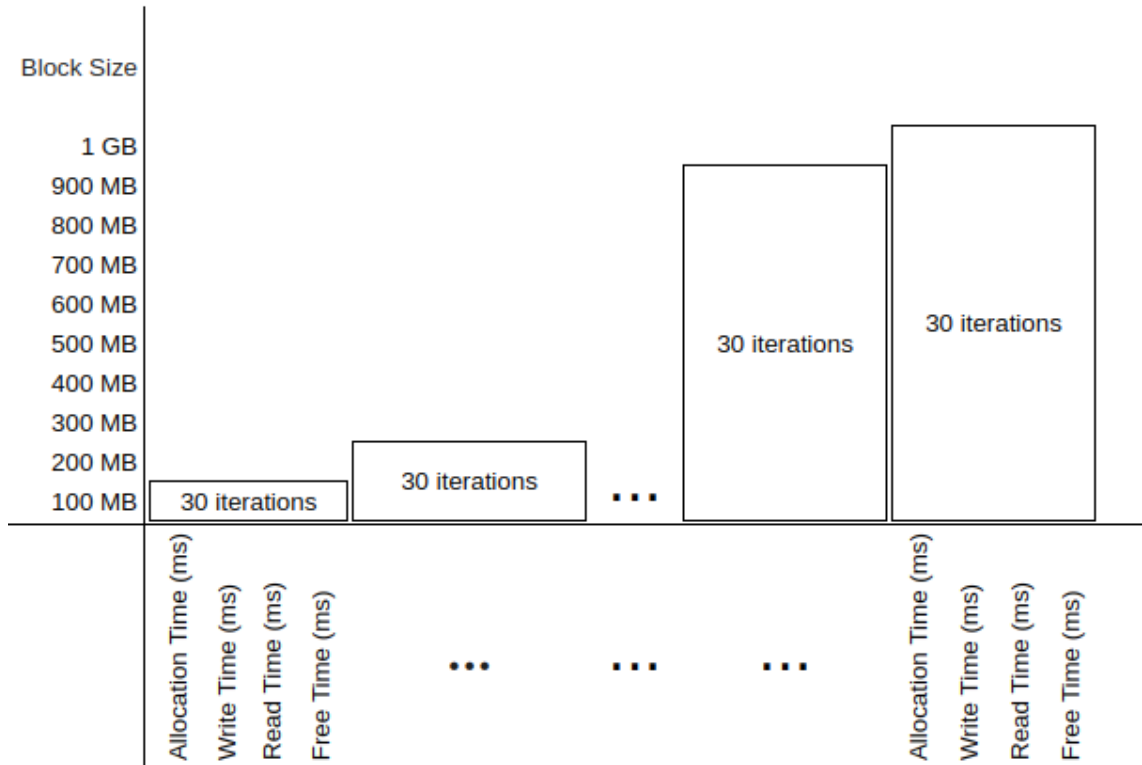 Block Size
1 GB
900 MB
800 MB
700 MB
600 MB
500 MB
400 MB
300 MB
200 MB
100 MB
30 iterations
30 iterations
...
30 iterations
30 iterations
Allocation Time (ms)
Write Time (ms)
Read Time (ms)
Free Time (ms)
...
...
...
Allocation Time (ms)
Write Time (ms)
Read Time (ms)
Free Time (ms)